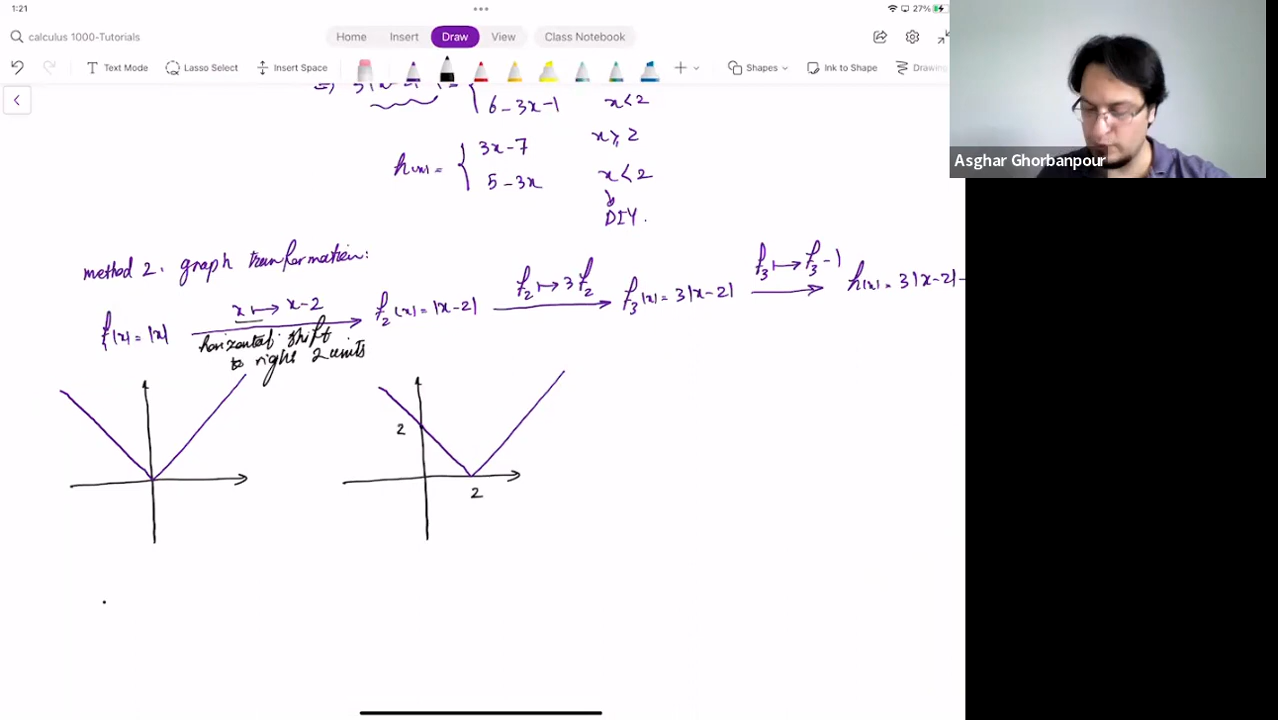 1:21
27%
calculus 1000-Tutorials
Home Insert Draw View Class Notebook
Text Mode Lasso Select Insert Space Shapes Ink to Shape Drawing
6-3x-1 x<2
h(x)= { 3x-7 x≥2
5-3x x<2
DIY.
method 2. graph transformation:
f(x)=|x| x↦x-2 f₂(x)=|x-2| f₂↦3f₂ f₃(x)=3|x-2| f₃↦f₃-1 h(x)=3|x-2|-
horizontal shift
to right 2 units
2
2
Asghar Ghorbanpour